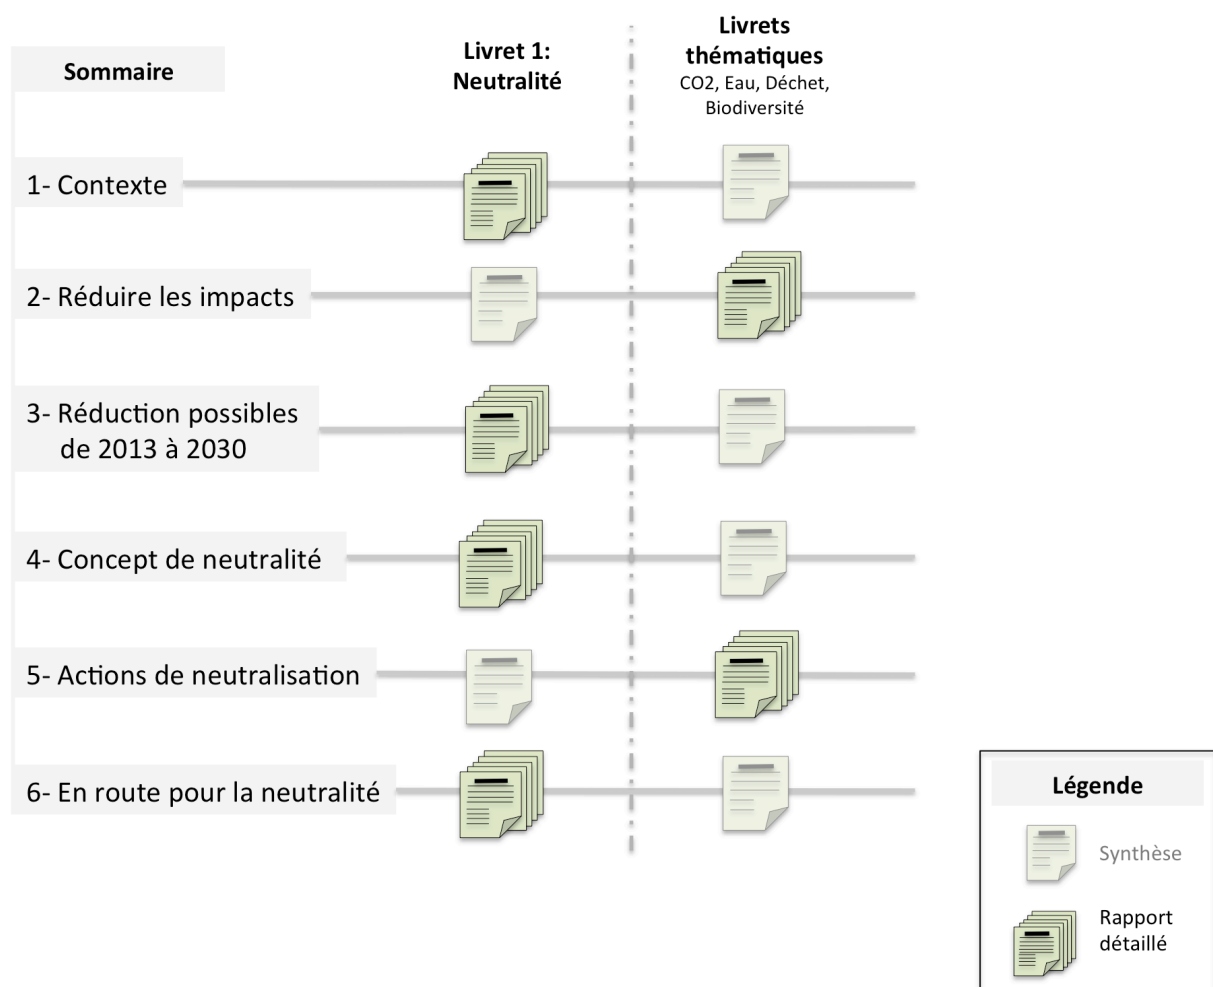 Sommaire
Livret 1:
Neutralité
Livrets
thématiques
CO2, Eau, Déchet,
Biodiversité
1- Contexte
2- Réduire les impacts
3- Réduction possibles
de 2013 à 2030
4- Concept de neutralité
5- Actions de neutralisation
6- En route pour la neutralité
Légende
Synthèse
Rapport
détaillé